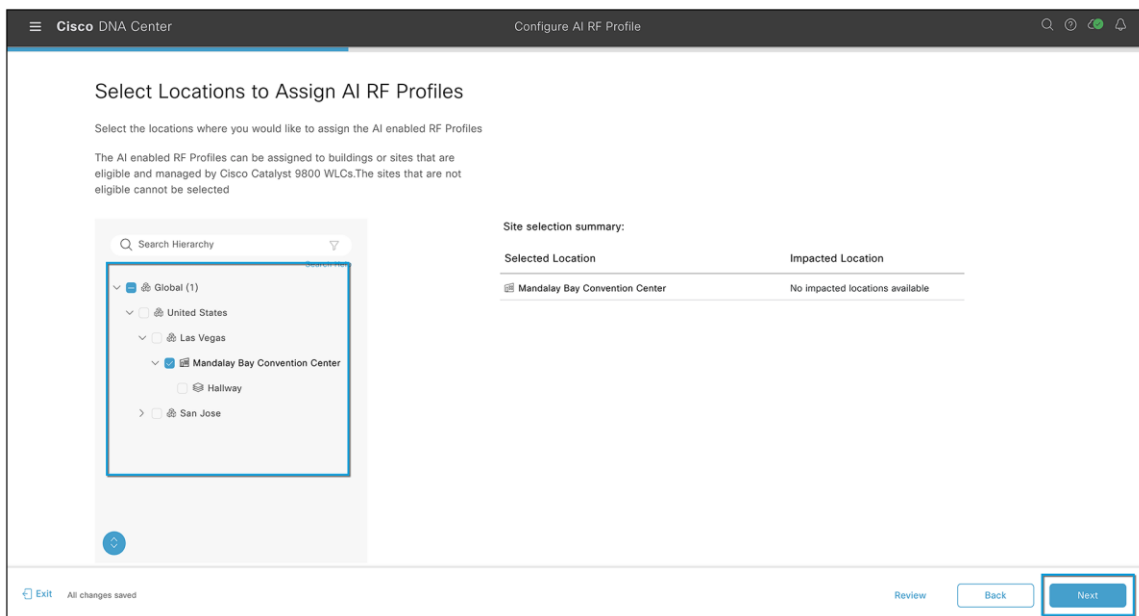 Cisco DNA Center
Configure AI RF Profile
Select Locations to Assign AI RF Profiles
Select the locations where you would like to assign the AI enabled RF Profiles
The AI enabled RF Profiles can be assigned to buildings or sites that are
eligible and managed by Cisco Catalyst 9800 WLCs.The sites that are not
eligible cannot be selected
Search Hierarchy
Search Help
Global (1)
United States
Las Vegas
Mandalay Bay Convention Center
Hallway
San Jose
Site selection summary:
Selected Location Impacted Location
Mandalay Bay Convention Center No impacted locations available
Exit All changes saved
Review Back Next